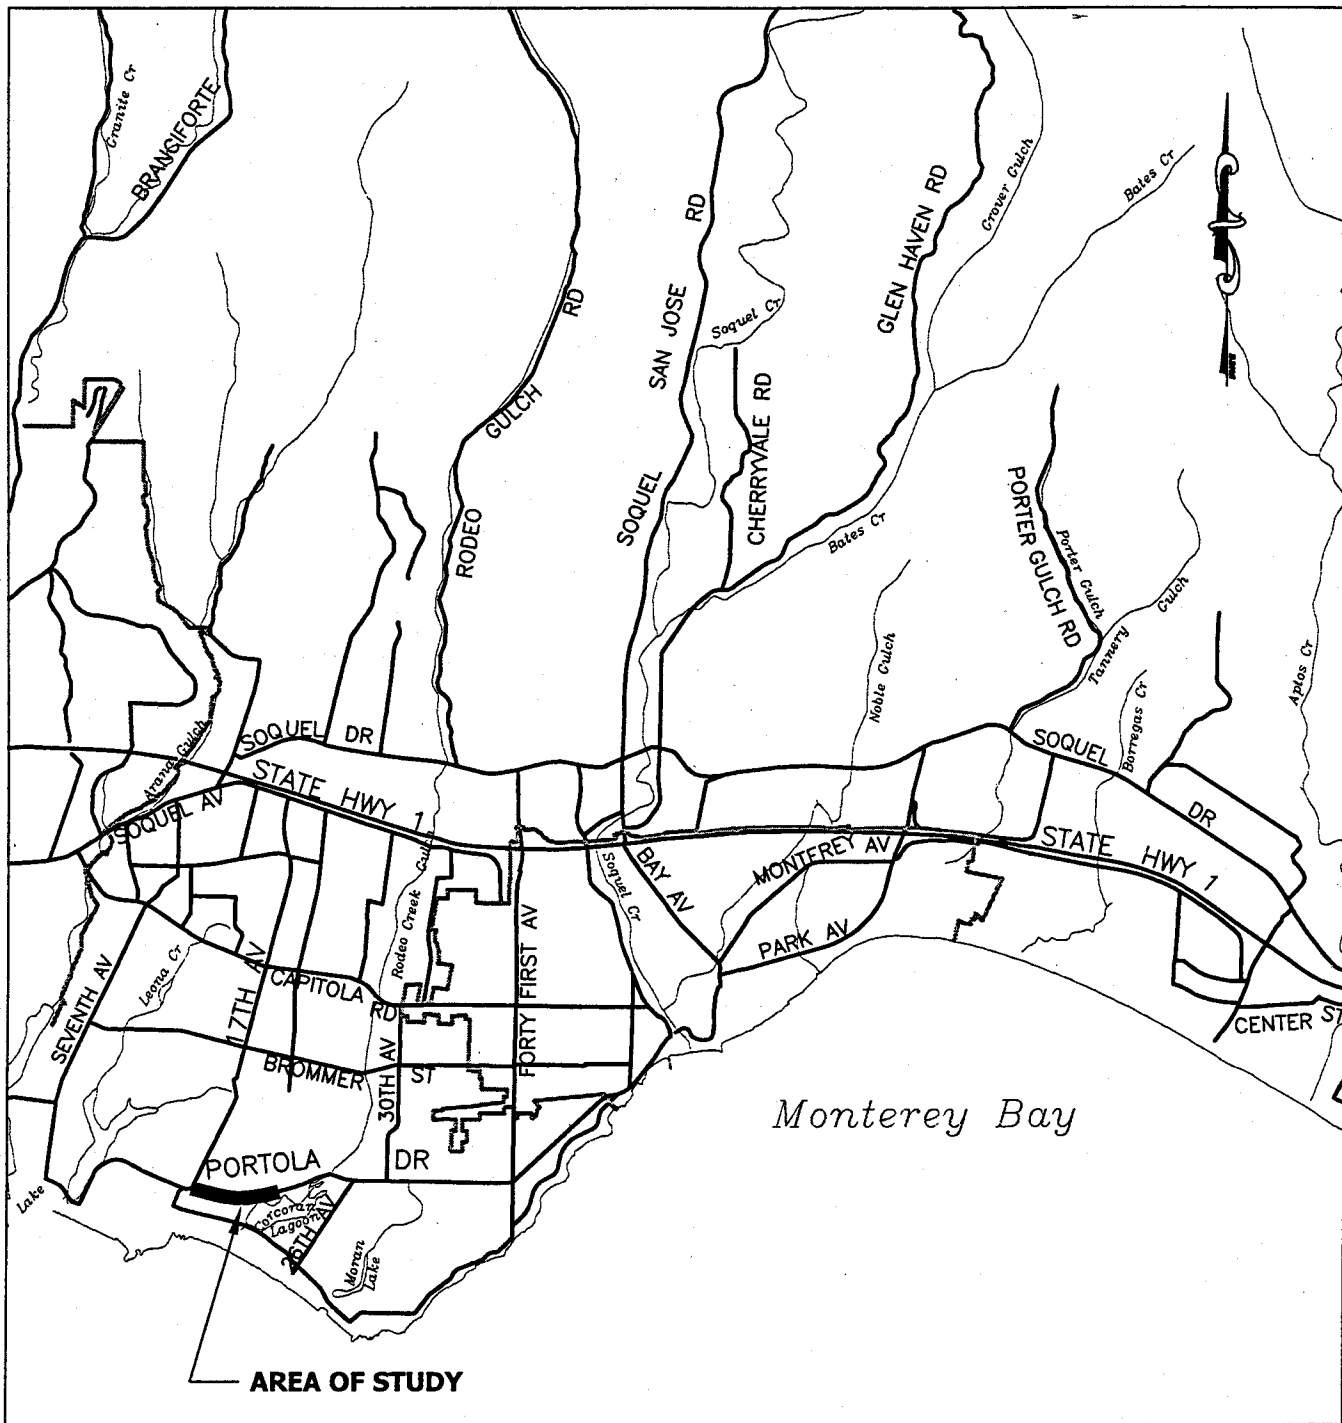 Granite Cr
BRANCIFORTE
RODEO
GULCH
RD
SOQUEL
SAN JOSE
RD
Soquel Cr
CHERRYVALE RD
GLEN HAVEN RD
Grover Gulch
Bates Cr
Bates Cr
PORTER GULCH RD
Porter Gulch
Tannery
Gulch
Noble Gulch
Borregas Cr
Aptos Cr
Arana Gulch
SOQUEL DR
SOQUEL
DR
STATE HWY 1
STATE HWY 1
SOQUEL AV
Rodeo Creek Gulch
Soquel Cr
BAY AV
MONTEREY AV
PARK AV
FORTY FIRST AV
SEVENTH AV
Leona Cr
17TH AV
CAPITOLA
RD
BROMMER
ST
30TH AV
CENTER ST
Monterey Bay
PORTOLA
DR
Lake
Corcoran
Lagoon
26TH AV
Moran
Lake
AREA OF STUDY